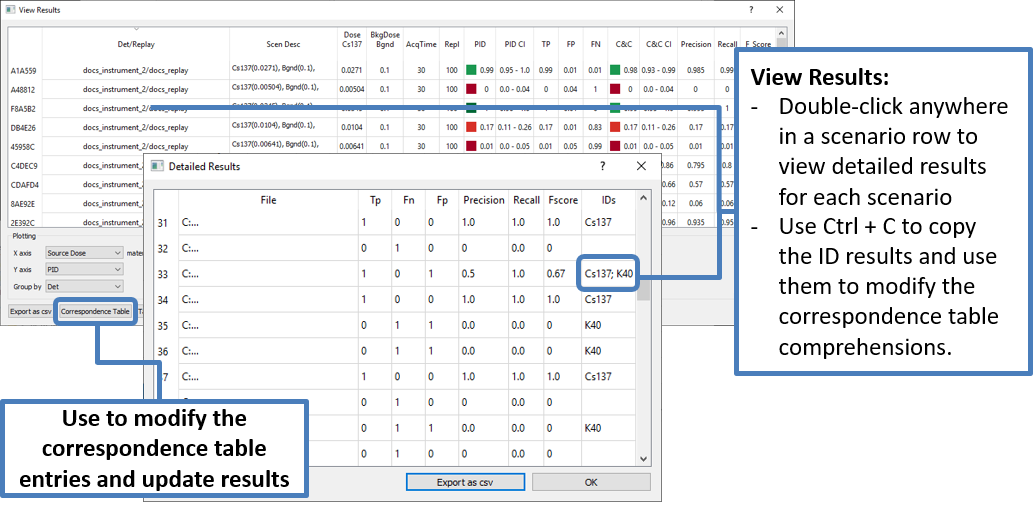 View Results
? ×
Det/Replay Scen Desc Dose Cs137 BkgDose Bgnd AcqTime Repl PID PID CI TP FP FN C&C C&C CI Precision Recall F_Score
A1A559 docs_instrument_2/docs_replay Cs137(0.0271), Bgnd(0.1), 0.0271 0.1 30 100 0.99 0.95 - 1.0 0.99 0.01 0.01 0.98 0.93 - 0.99 0.985 0.99
A48812 docs_instrument_2/docs_replay Cs137(0.00504), Bgnd(0.1), 0.00504 0.1 30 100 0 0.0 - 0.04 0 0.04 1 0 0.0 - 0.04 0 0
F8A5B2 docs_instrument_2/docs_replay
DB4E26 docs_instrument_2/docs_replay Cs137(0.0104), Bgnd(0.1), 0.0104 0.1 30 100 0.17 0.11 - 0.26 0.17 0.01 0.83 0.17 0.11 - 0.26 0.17 0.17
45958C docs_instrument_2/docs_replay Cs137(0.00641), Bgnd(0.1), 0.00641 0.1 30 100 0.01 0.0 - 0.05 0.01 0.05 0.99 0.01 0.0 - 0.05 0.01 0.01
C4DEC9 docs_instrument_ .86 0.795 0.8
CDAFD4 docs_instrument_ .66 0.57 0.57
8AE92E docs_instrument_ .12 0.06 0.06
2E392C docs_instrument_ .96 0.935 0.95
Plotting
X axis Source Dose mater
Y axis PID
Group by Det
Export as csv Correspondence Table
Detailed Results
? ×
File Tp Fn Fp Precision Recall Fscore IDs
31 C:... 1 0 0 1.0 1.0 1.0 Cs137
32 C:... 0 1 0 0.0 0.0 0
33 C:... 1 0 1 0.5 1.0 0.67 Cs137; K40
34 C:... 1 0 0 1.0 1.0 1.0 Cs137
35 C:... 0 1 1 0.0 0.0 0 K40
36 C:... 0 1 1 0.0 0.0 0 K40
C:... 1 0 0 1.0 1.0 1.0 Cs137
0 1 0 0.0 0.0 0
0 1 1 0.0 0.0 0 K40
0 1 0 0.0 0.0 0
Export as csv OK
Use to modify the
correspondence table
entries and update results
View Results:
- Double-click anywhere
in a scenario row to
view detailed results
for each scenario
- Use Ctrl + C to copy
the ID results and use
them to modify the
correspondence table
comprehensions.